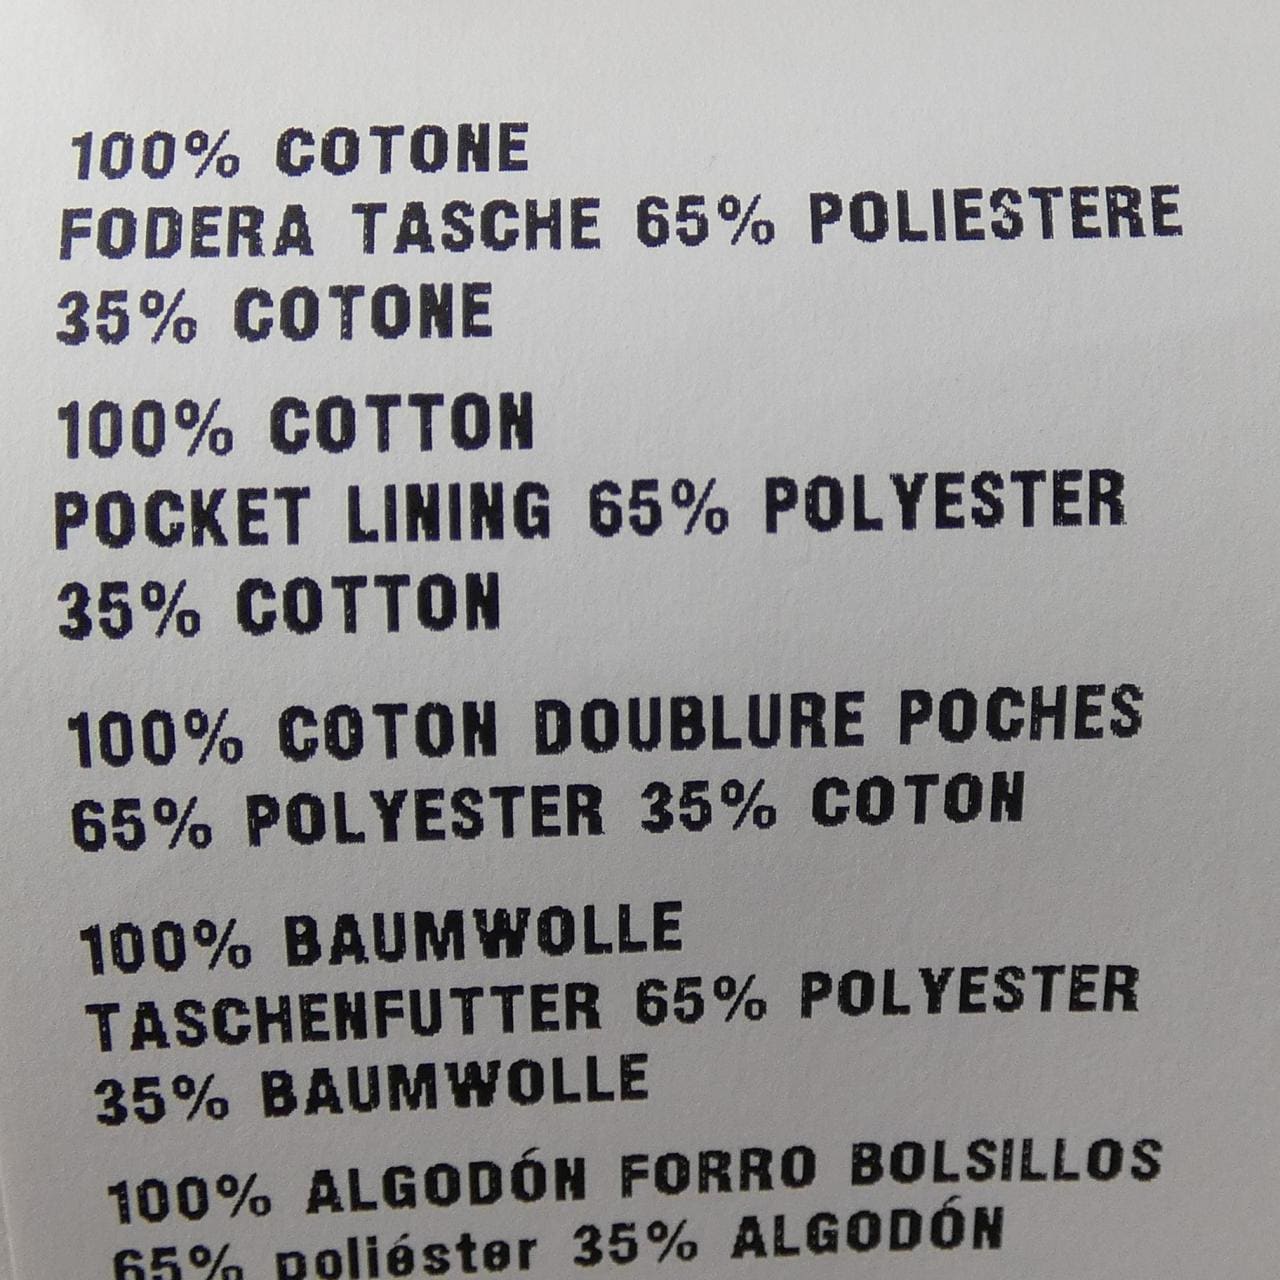 100% COTONE
FODERA TASCHE 65% POLIESTERE
35% COTONE
100% COTTON
POCKET LINING 65% POLYESTER
35% COTTON
100% COTON DOUBLURE POCHES
65% POLYESTER 35% COTON
100% BAUMWOLLE
TASCHENFUTTER 65% POLYESTER
35% BAUMWOLLE
100% ALGODÓN FORRO BOLSILLOS
65% poliéster 35% ALGODÓN